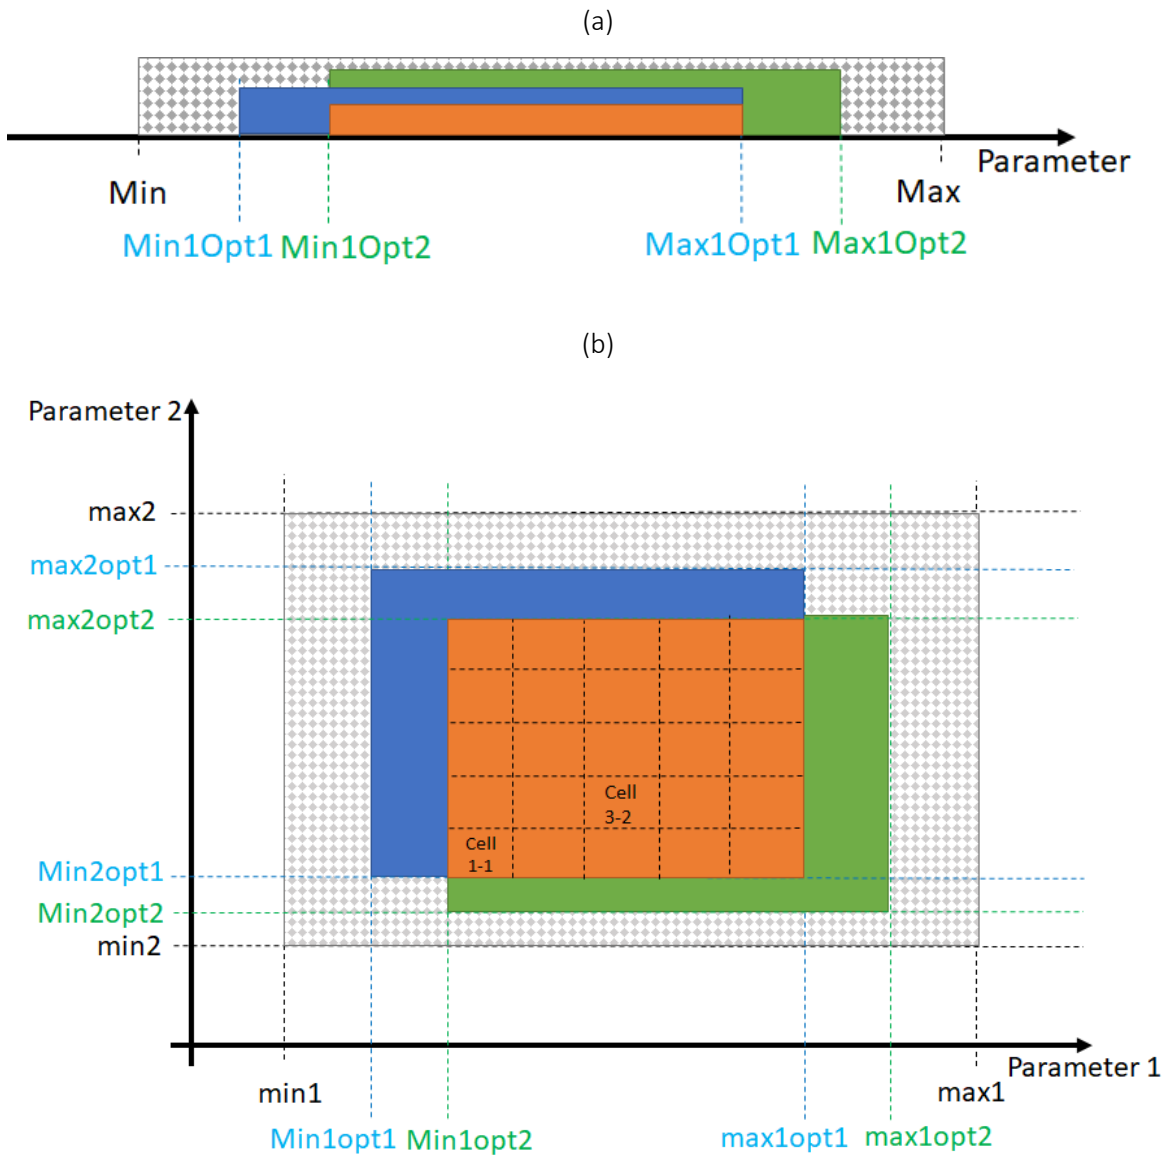 (a)
Parameter
Min
Max
Min1Opt1 Min1Opt2
Max1Opt1 Max1Opt2
(b)
Parameter 2
max2
max2opt1
max2opt2
Cell
3-2
Cell
1-1
Min2opt1
Min2opt2
min2
Parameter 1
min1
max1
Min1opt1 Min1opt2
max1opt1 max1opt2